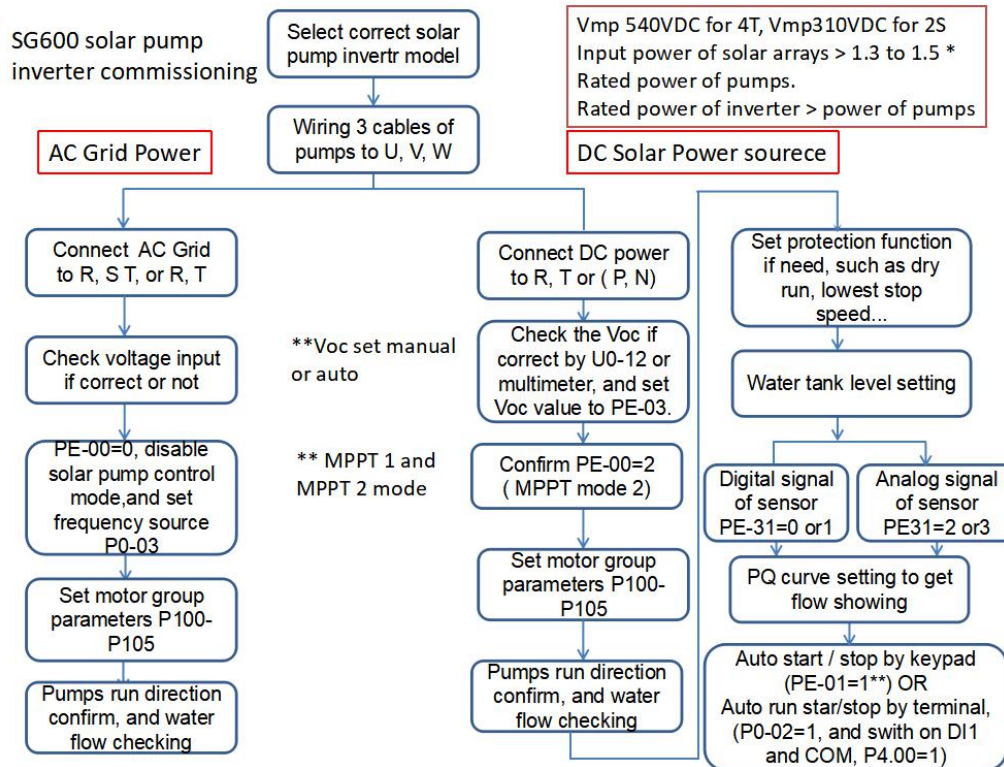 SG600 solar pump
inverter commissioning
Select correct solar
pump invertr model
Vmp 540VDC for 4T, Vmp310VDC for 2S
Input power of solar arrays > 1.3 to 1.5 *
Rated power of pumps.
Rated power of inverter > power of pumps
Wiring 3 cables of
pumps to U, V, W
AC Grid Power
DC Solar Power sourece
Connect AC Grid
to R, S T, or R, T
Check voltage input
if correct or not
PE-00=0, disable
solar pump control
mode,and set
frequency source
P0-03
Set motor group
parameters P100-
P105
Pumps run direction
confirm, and water
flow checking
Connect DC power
to R, T or ( P, N)
**Voc set manual
or auto
Check the Voc if
correct by U0-12 or
multimeter, and set
Voc value to PE-03.
** MPPT 1 and
MPPT 2 mode
Confirm PE-00=2
( MPPT mode 2)
Set motor group
parameters P100-
P105
Pumps run direction
confirm, and water
flow checking
Set protection function
if need, such as dry
run, lowest stop
speed...
Water tank level setting
Digital signal
of sensor
PE-31=0 or1
Analog signal
of sensor
PE31=2 or3
PQ curve setting to get
flow showing
Auto start / stop by keypad
(PE-01=1**) OR
Auto run star/stop by terminal,
(P0-02=1, and swith on DI1
and COM, P4.00=1)